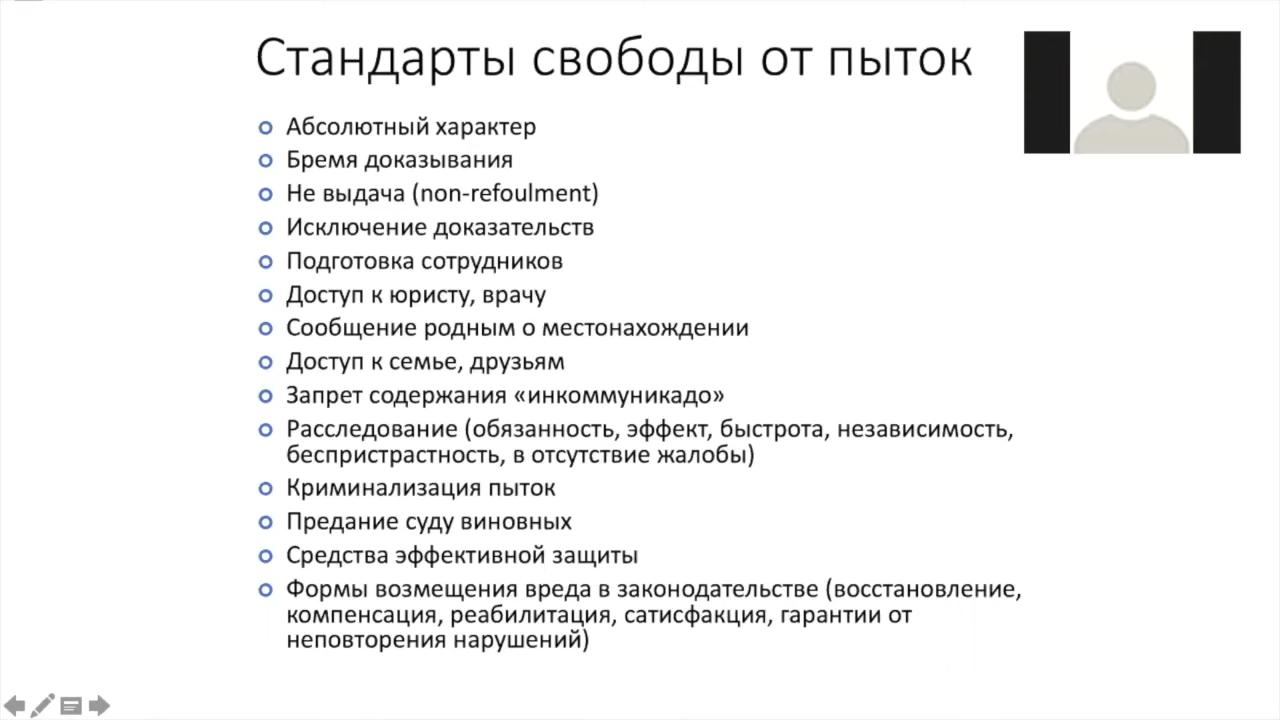 Стандарты свободы от пыток
Абсолютный характер
Бремя доказывания
Не выдача (non-refoulment)
Исключение доказательств
Подготовка сотрудников
Доступ к юристу, врачу
Сообщение родным о местонахождении
Доступ к семье, друзьям
Запрет содержания «инкоммуникадо»
Расследование (обязанность, эффект, быстрота, независимость,
беспристрастность, в отсутствие жалобы)
Криминализация пыток
Предание суду виновных
Средства эффективной защиты
Формы возмещения вреда в законодательстве (восстановление,
компенсация, реабилитация, сатисфакция, гарантии от
неповторения нарушений)